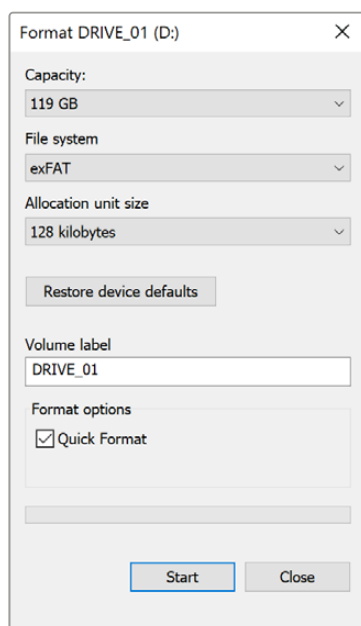 Format DRIVE_01 (D:)
Capacity:
119 GB
File system
exFAT
Allocation unit size
128 kilobytes
Restore device defaults
Volume label
DRIVE_01
Format options
Quick Format
Start Close